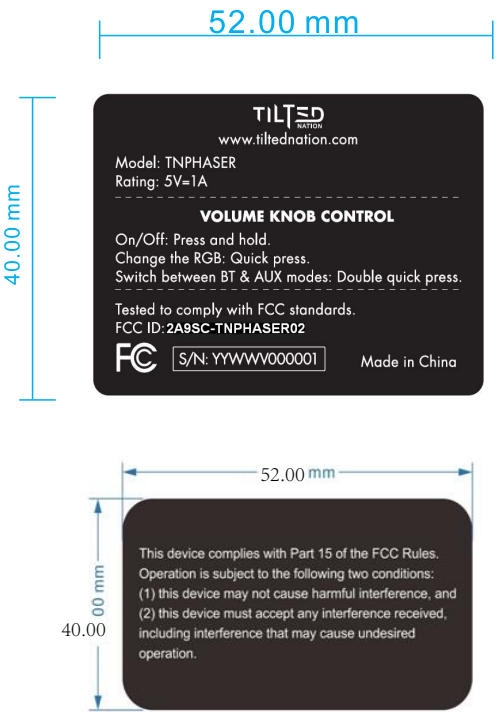 52.00 mm
40.00 mm
TILTED
NATION
www.tiltednation.com
Model: TNPHASER
Rating: 5V=1A
VOLUME KNOB CONTROL
On/Off: Press and hold.
Change the RGB: Quick press.
Switch between BT & AUX modes: Double quick press.
Tested to comply with FCC standards.
FCC ID: 2A9SC-TNPHASER02
FC
S/N: YYWWV000001
Made in China
52.00 mm
40.00
00 mm
This device complies with Part 15 of the FCC Rules.
Operation is subject to the following two conditions:
(1) this device may not cause harmful interference, and
(2) this device must accept any interference received,
including interference that may cause undesired
operation.